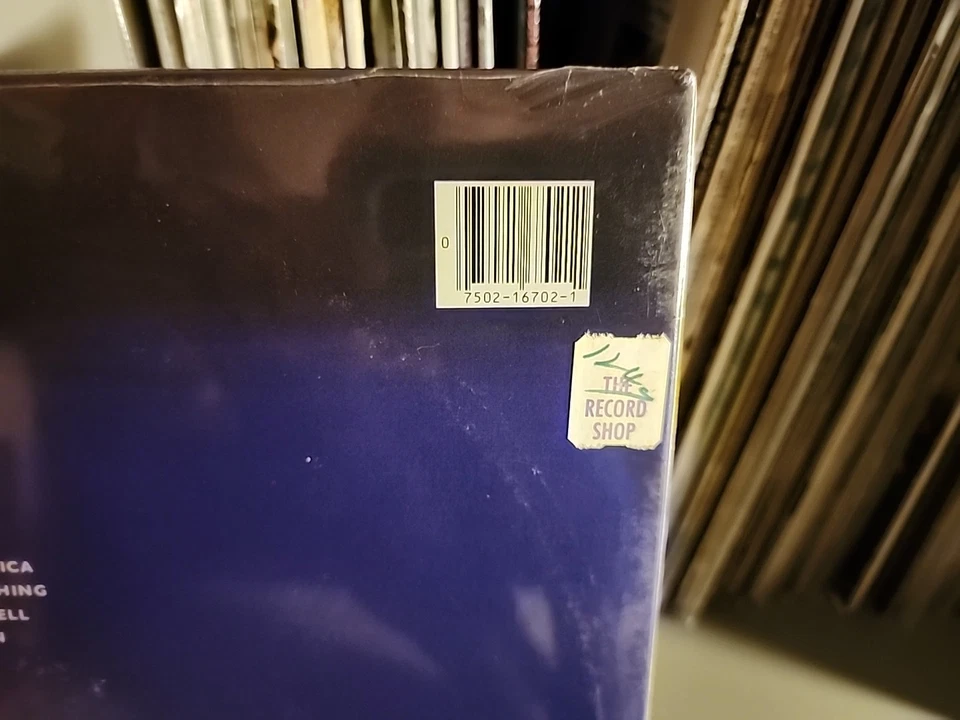 0
7502-16702-1
THE
RECORD
SHOP
ICA
HING
ELL